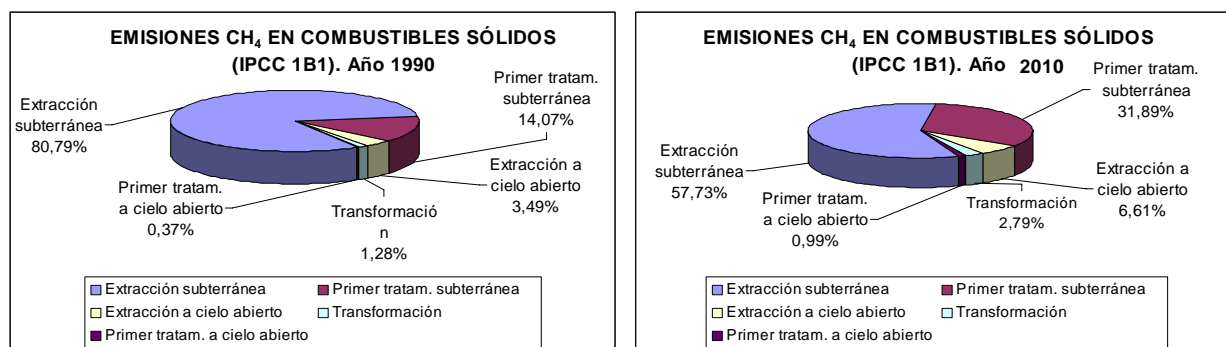 EMISIONES CH₄ EN COMBUSTIBLES SÓLIDOS
(IPCC 1B1). Año 1990
Extracción
subterránea
80,79%
Primer tratam.
subterránea
14,07%
Extracción a
cielo abierto
3,49%
Transformació
n
1,28%
Primer tratam.
a cielo abierto
0,37%
Extracción subterránea
Primer tratam. subterránea
Extracción a cielo abierto
Transformación
Primer tratam. a cielo abierto
EMISIONES CH₄ EN COMBUSTIBLES SÓLIDOS
(IPCC 1B1). Año 2010
Primer tratam.
subterránea
31,89%
Extracción
subterránea
57,73%
Extracción a
cielo abierto
6,61%
Transformación
2,79%
Primer tratam.
a cielo abierto
0,99%
Extracción subterránea
Primer tratam. subterránea
Extracción a cielo abierto
Transformación
Primer tratam. a cielo abierto